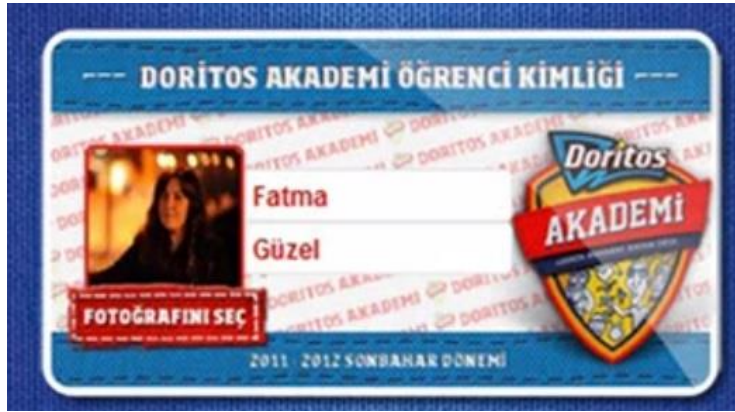 DORİTOS AKADEMİ ÖĞRENCİ KİMLİĞİ
Fatma
Güzel
FOTOĞRAFINI SEÇ
Doritos
AKADEMİ
2011 2012 SONBAHAR DÖNEMİ